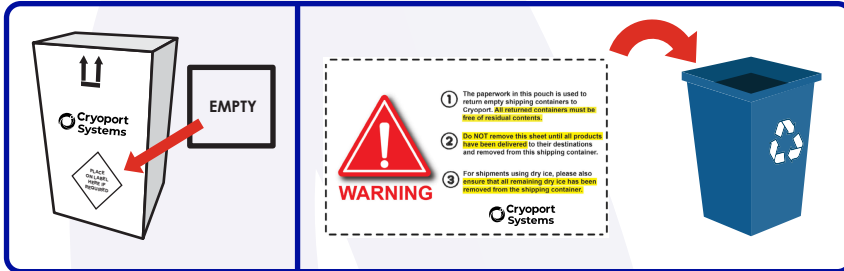 Cryoport
Systems
PLACE
ON LABEL
HERE IF
REQUIRED
EMPTY
WARNING
1 The paperwork in this pouch is used to
return empty shipping containers to
Cryoport. All returned containers must be
free of residual contents.
2 Do NOT remove this sheet until all products
have been delivered to their destinations
and removed from this shipping container.
3 For shipments using dry ice, please also
ensure that all remaining dry ice has been
removed from the shipping container.
Cryoport
Systems